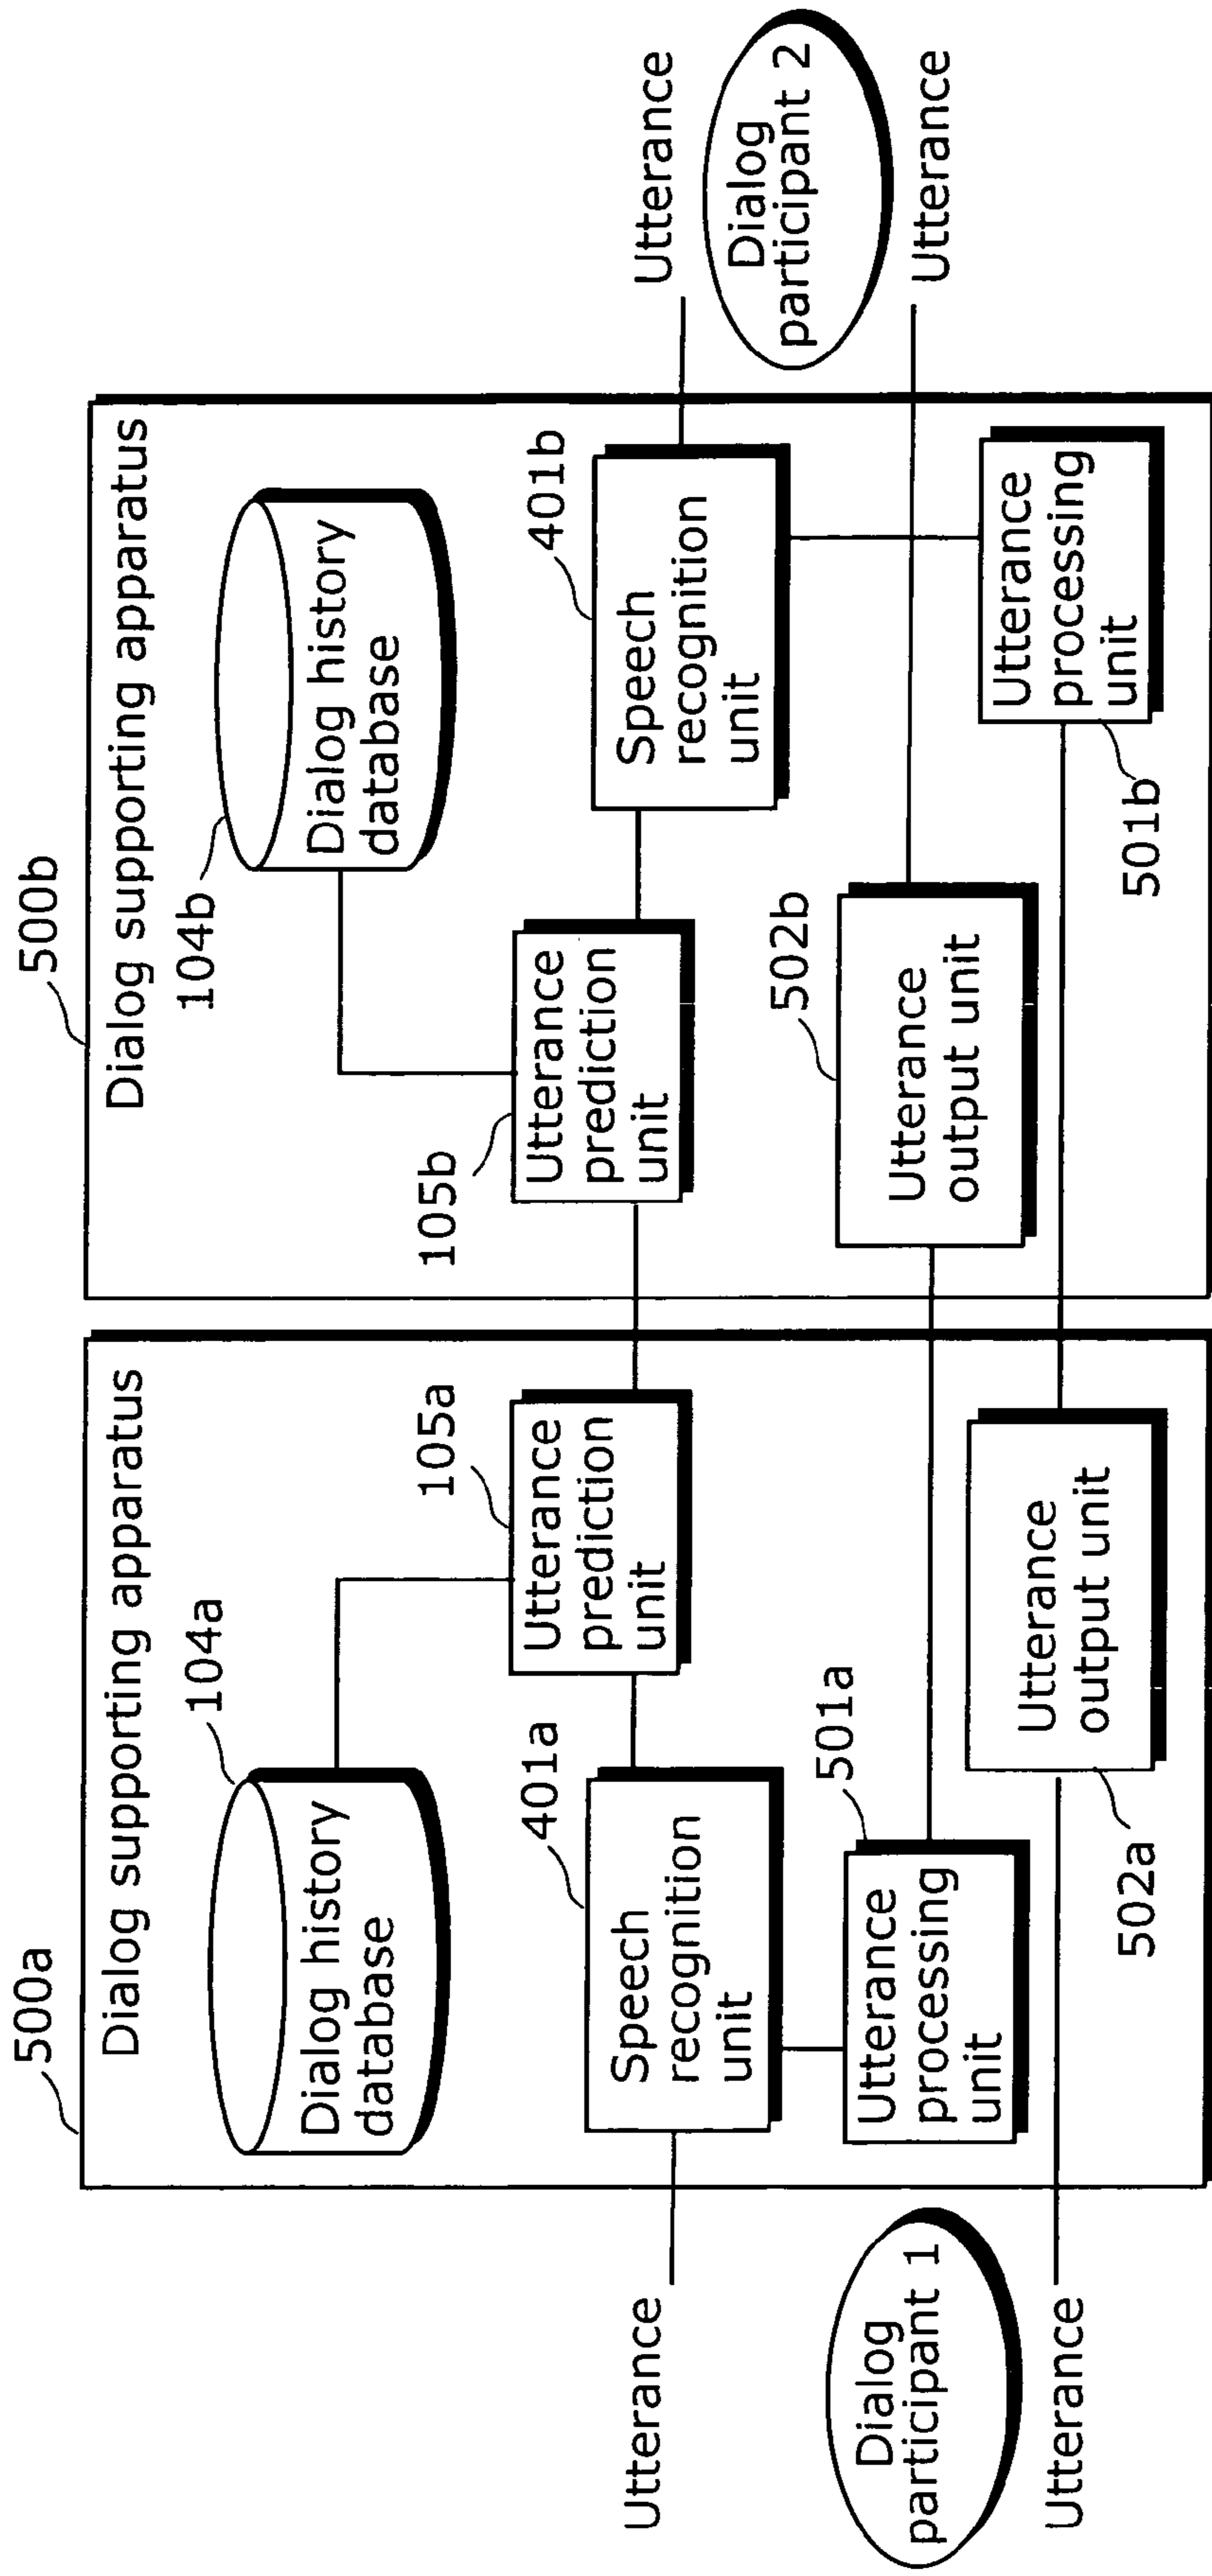 500a
Dialog supporting apparatus
104a
Dialog history
database
105a
Utterance
prediction
unit
401a
Speech
recognition
unit
501a
Utterance
processing
unit
502a
Utterance
output unit
Utterance
Dialog
participant 1
Utterance
500b
Dialog supporting apparatus
104b
Dialog history
database
105b
Utterance
prediction
unit
401b
Speech
recognition
unit
502b
Utterance
output unit
501b
Utterance
processing
unit
Utterance
Dialog
participant 2
Utterance